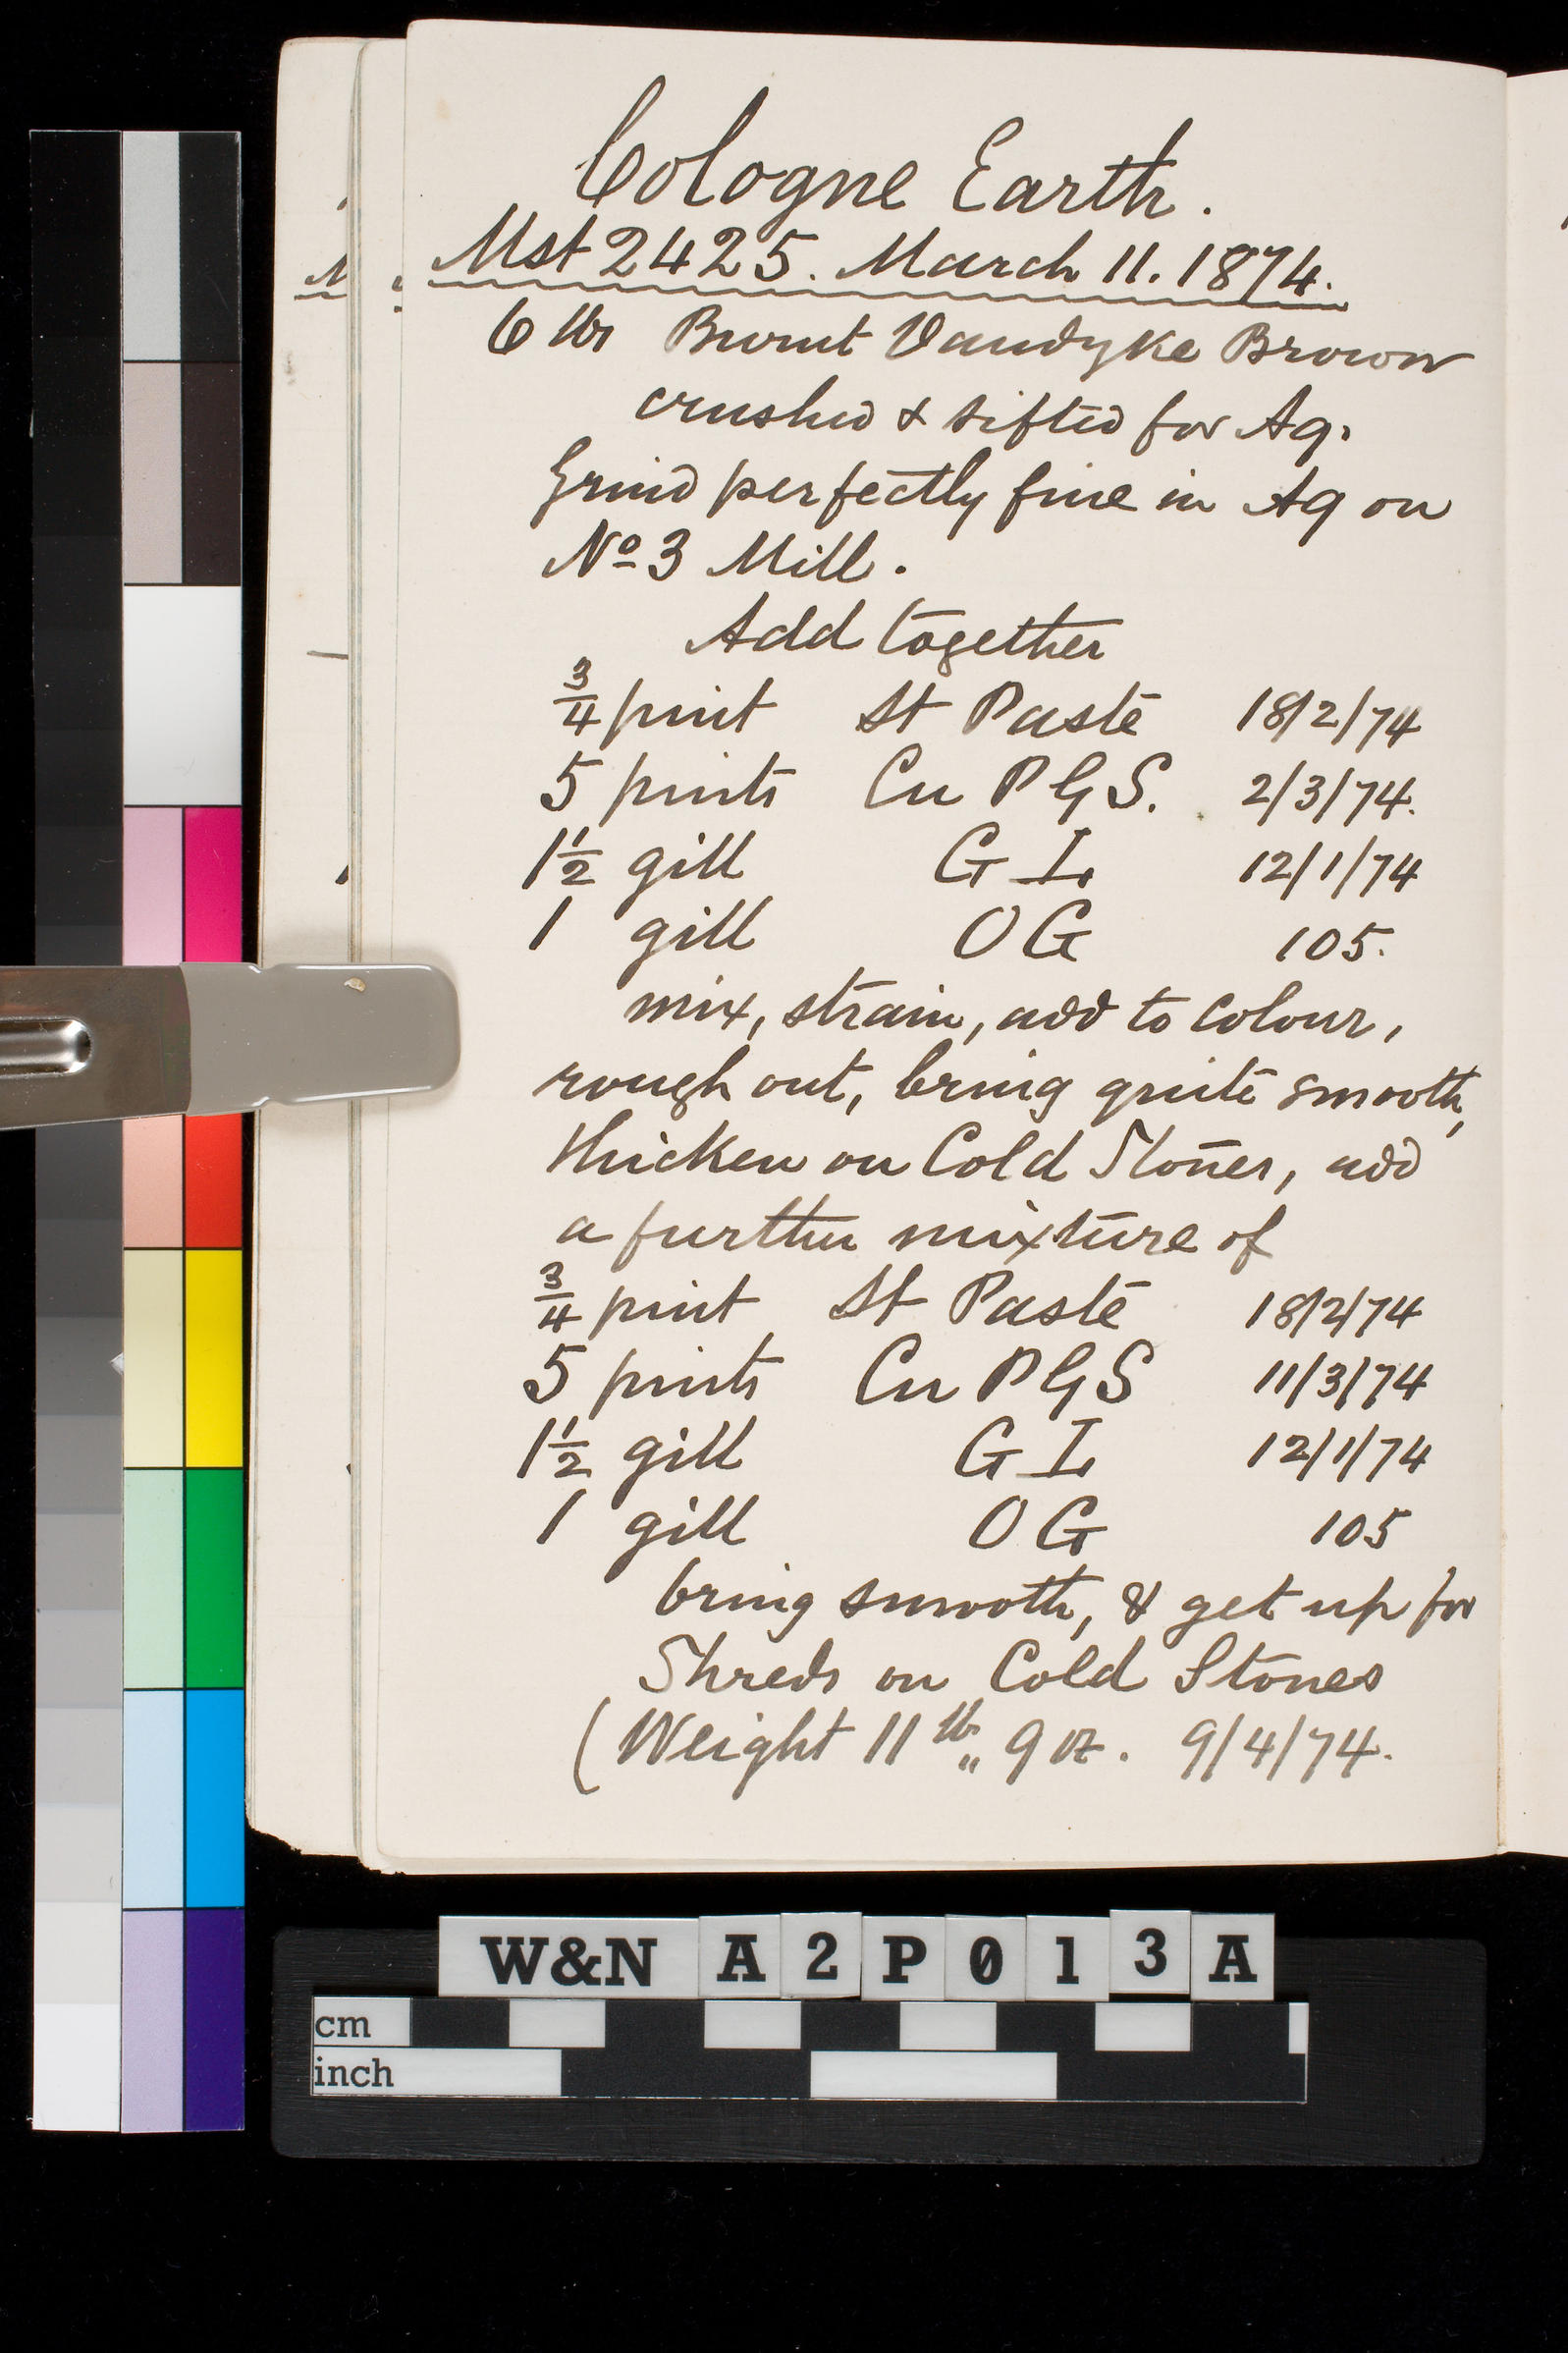 Cologne Earth.
Mst 2425. March 11. 1874.
6 lbs Burnt Vandyke Brown
crushed & sifted for Aq.
Grind perfectly fine in Aq on
No 3 Mill.
Add together
3/4 pint St Paste 18/2/74
5 pints Cu P G S. 2/3/74.
1 1/2 gill G I. 12/1/74
1 gill O G 105.
mix, strain, add to colour,
rough out, bring quite smooth,
thicken on Cold Stones, add
a further mixture of
3/4 pint St Paste 18/2/74
5 pints Cu P G S 11/3/74
1 1/2 gill G I. 12/1/74
1 gill O G 105
bring smooth, & get up for
Shreds on Cold Stones
(Weight 11 lb „ 9 oz. 9/4/74.
W&N A 2 P 0 1 3 A
cm
inch